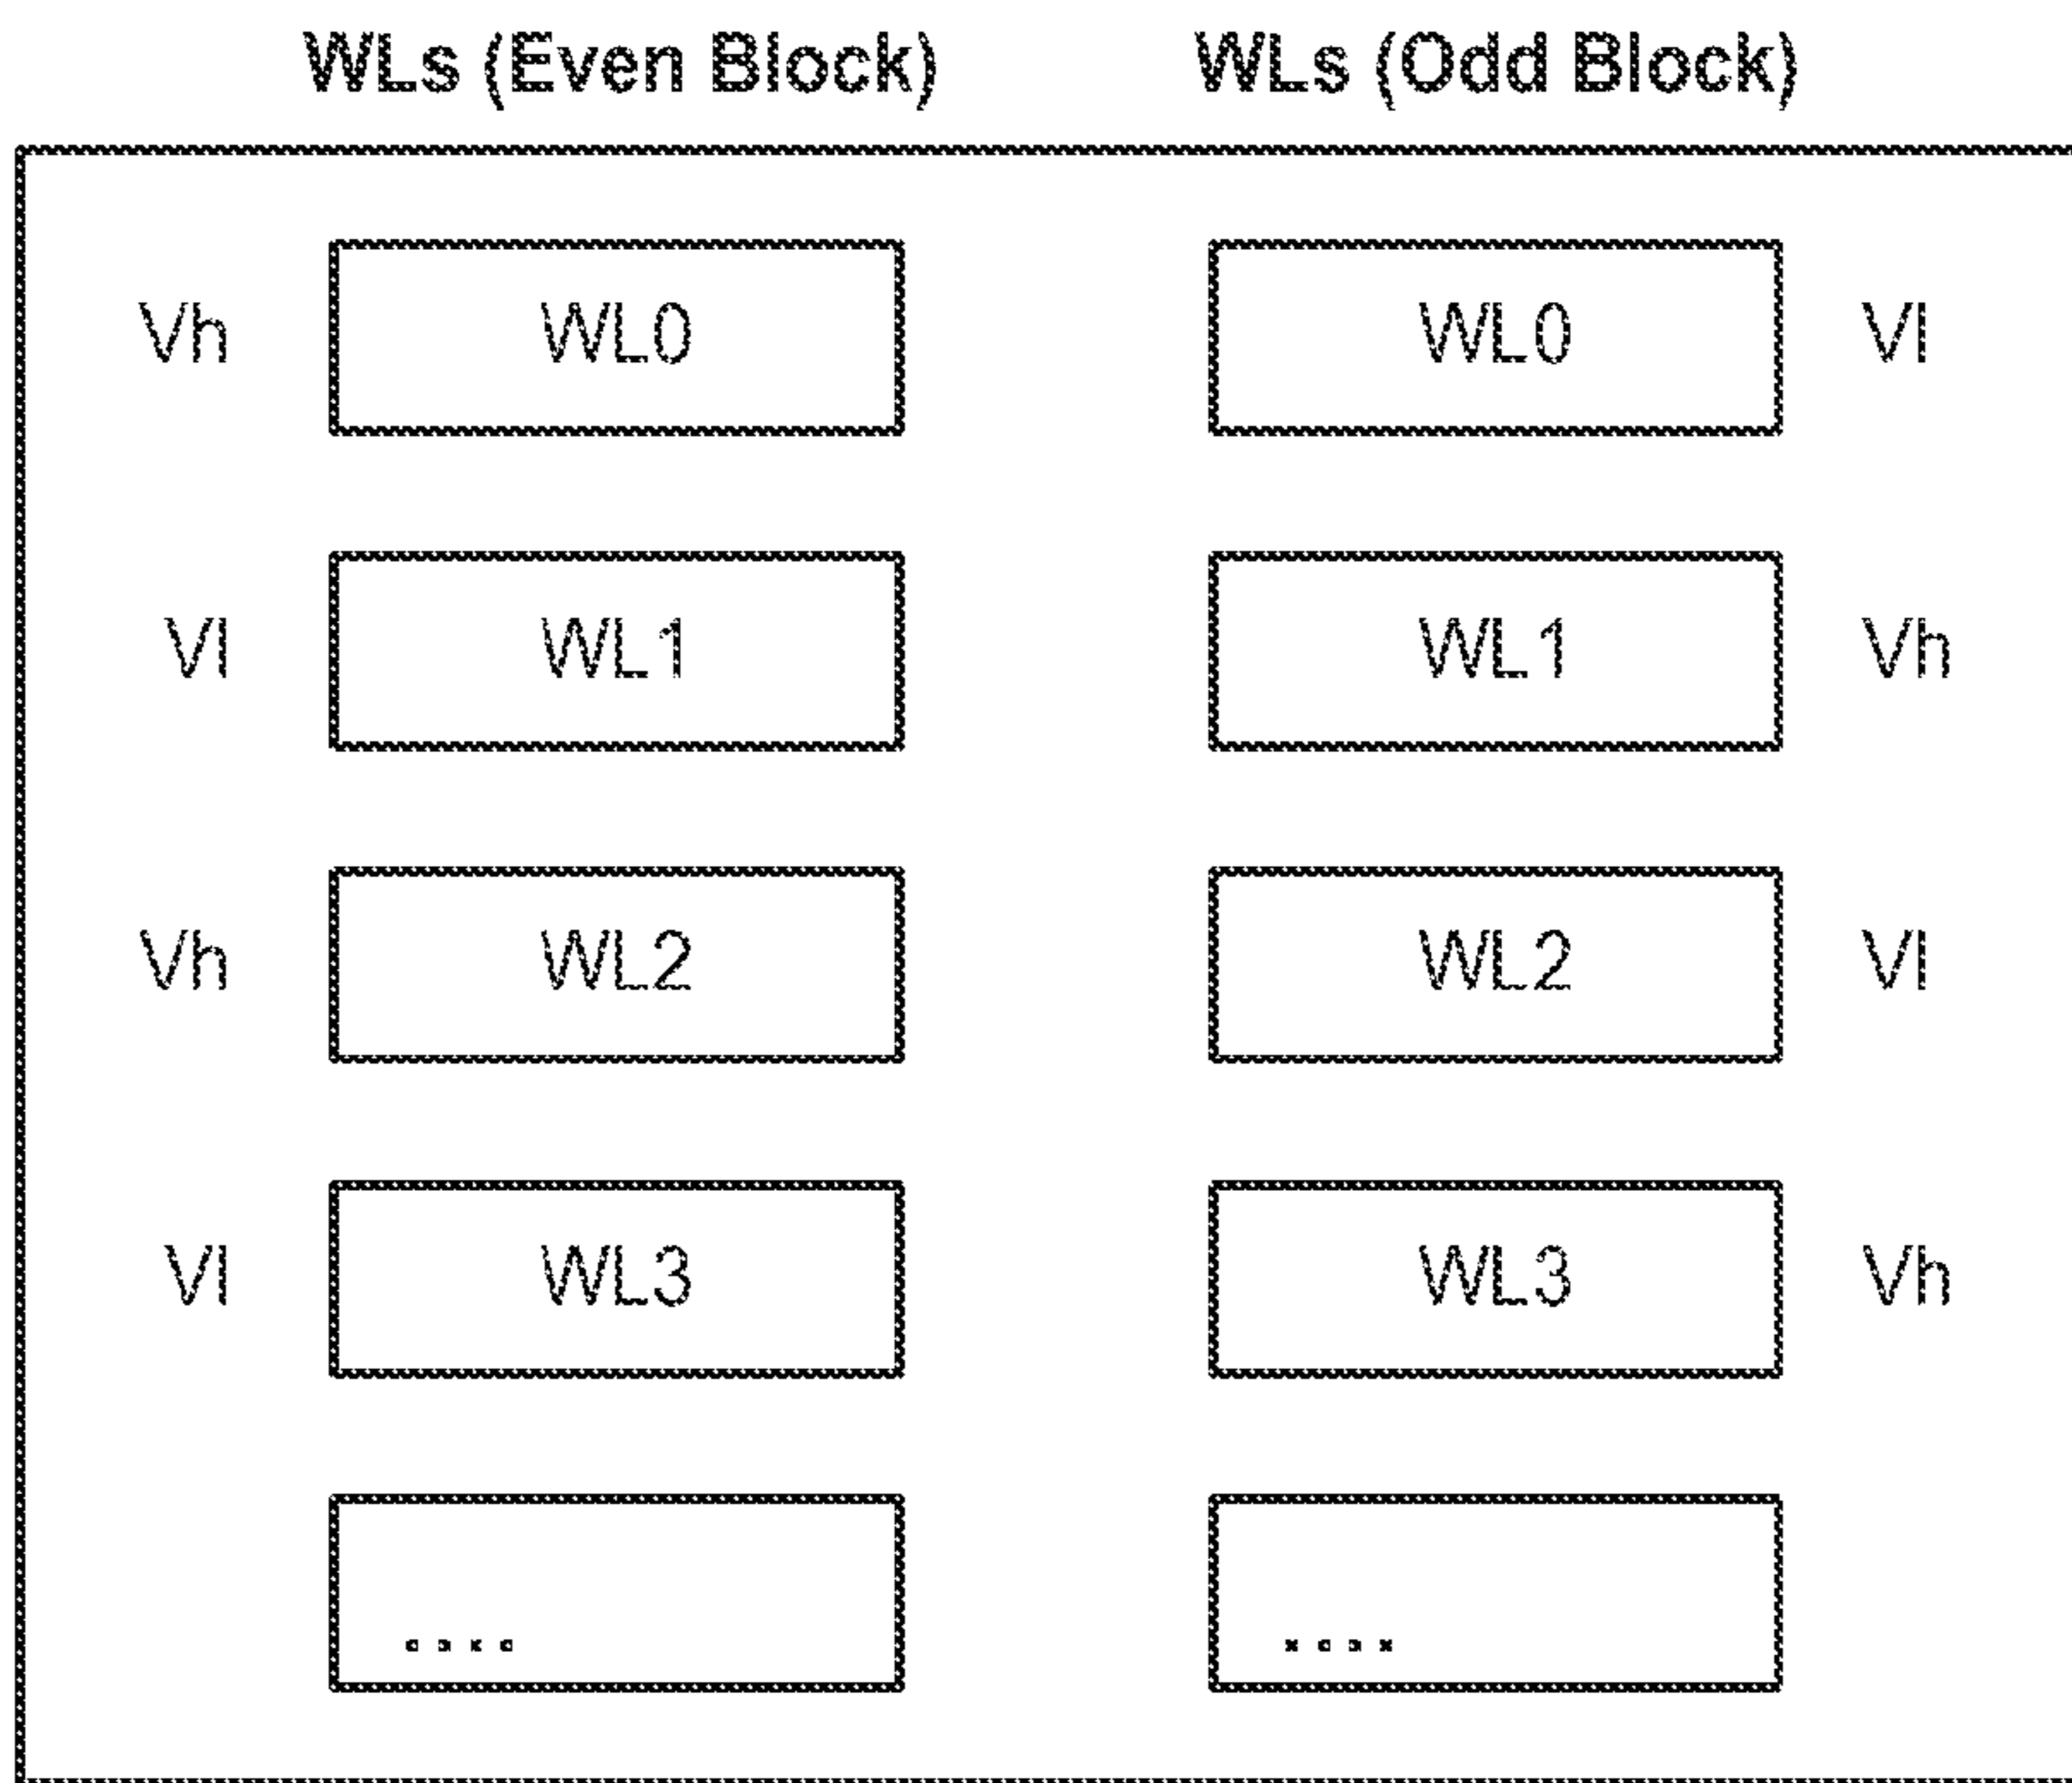 WLs (Even Block) WLs (Odd Block)
Vh WL0 WL0 Vl
Vl WL1 WL1 Vh
Vh WL2 WL2 Vl
Vl WL3 WL3 Vh
.... ....